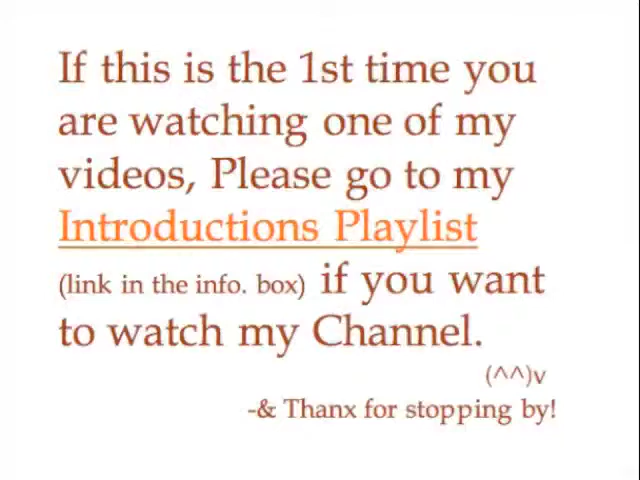 If this is the 1st time you
are watching one of my
videos, Please go to my
Introductions Playlist
(link in the info. box) if you want
to watch my Channel.
(^^)v
-& Thanx for stopping by!